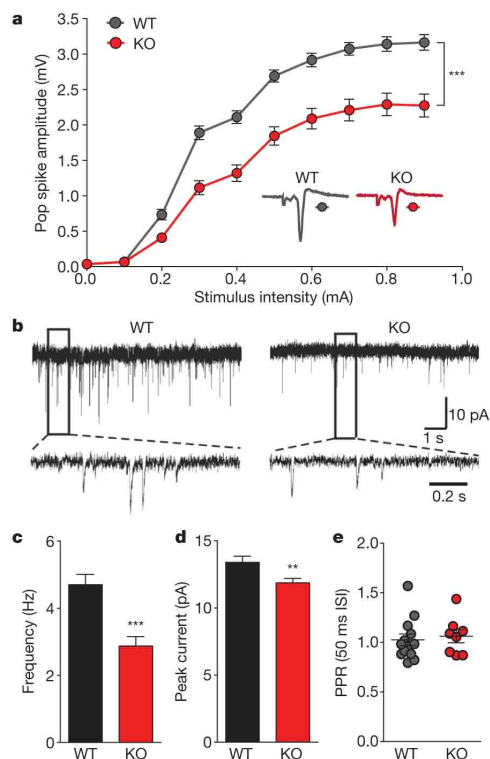 a
WT
KO
Pop spike amplitude (mV)
3.5
3.0
2.5
2.0
1.5
1.0
0.5
0.0
***
WT
KO
0.0 0.2 0.4 0.6 0.8 1.0
Stimulus intensity (mA)
b
WT
KO
10 pA
1 s
0.2 s
c
Frequency (Hz)
6
4
2
0
***
WT KO
d
Peak current (pA)
15
10
5
0
**
WT KO
e
PPR (50 ms ISI)
2.0
1.5
1.0
0.5
0.0
WT KO